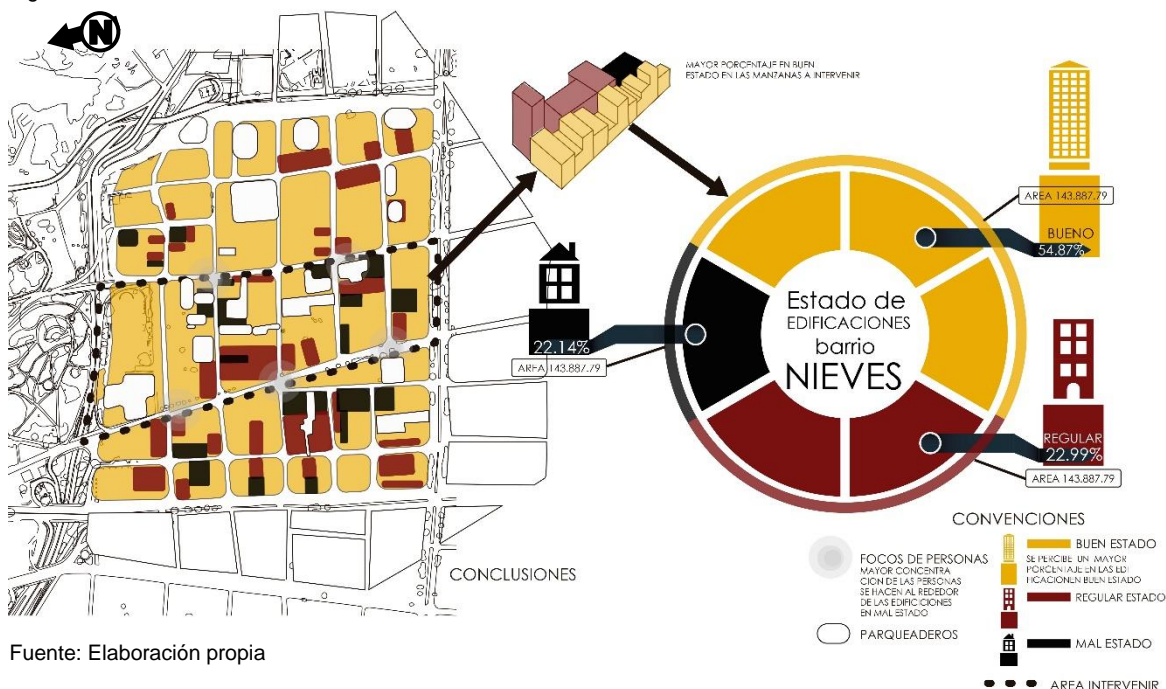 N
MAYOR PORCENTAJE EN BUEN
ESTADO EN LAS MANZANAS A INTERVENIR
AREA 143.887.79
BUENO
54.87%
22.14%
AREA 143.887.79
Estado de
EDIFICACIONES
barrio
NIEVES
REGULAR
22.99%
AREA 143.887.79
CONCLUSIONES
FOCOS DE PERSONAS
MAYOR CONCENTRA
CION DE LAS PERSONAS
SE HACEN AL REDEDOR
DE LAS EDIFICIONES
EN MAL ESTADO
PARQUEADEROS
CONVENCIONES
BUEN ESTADO
SE PERCIBE UN MAYOR
PORCENTAJE EN LAS EDI
FICACIONEN BUEN ESTADO
REGULAR ESTADO
MAL ESTADO
AREA INTERVENIR
Fuente: Elaboración propia